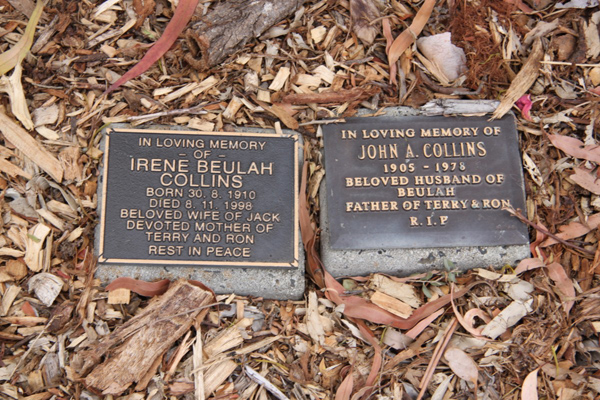 IN LOVING MEMORY
- OF -
IRENE BEULAH
COLLINS
BORN 30. 8. 1910
DIED 8. 11. 1998
BELOVED WIFE OF JACK
DEVOTED MOTHER OF
TERRY AND RON
REST IN PEACE
IN LOVING MEMORY OF
JOHN A. COLLINS
1905 - 1978
BELOVED HUSBAND OF
BEULAH
FATHER OF TERRY & RON
R. I. P